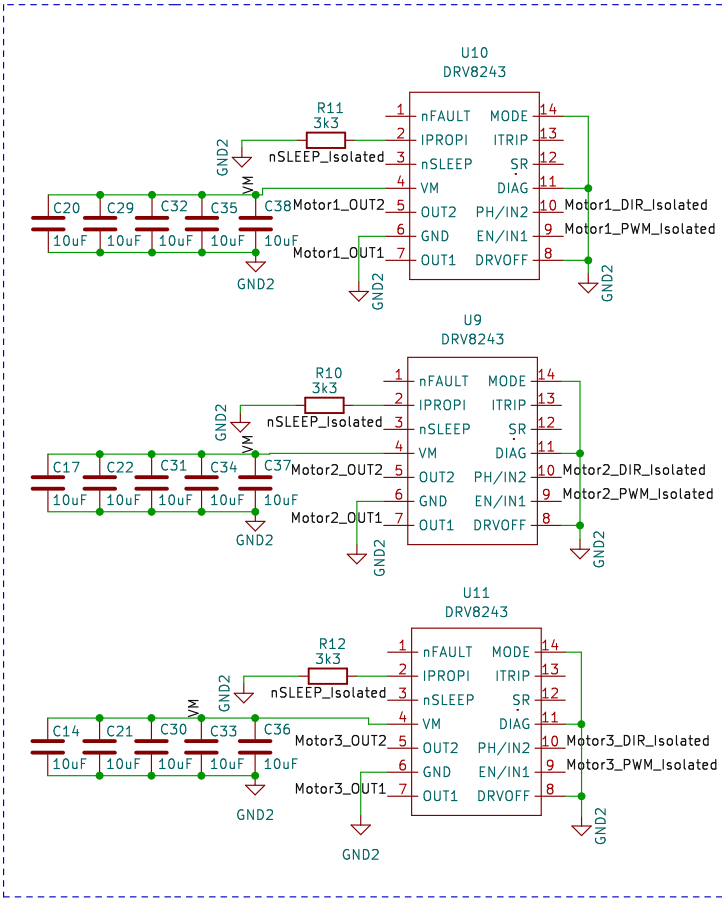 U10
DRV8243
R11
3k3
GND2
nSLEEP_Isolated
VM
1 nFAULT MODE 14
2 IPROPI ITRIP 13
3 nSLEEP SR 12
4 VM DIAG 11
5 OUT2 PH/IN2 10
6 GND EN/IN1 9
7 OUT1 DRVOFF 8
Motor1_OUT2
Motor1_OUT1
Motor1_DIR_Isolated
Motor1_PWM_Isolated
C20 C29 C32 C35 C38
10uF 10uF 10uF 10uF 10uF
GND2
GND2
GND2
U9
DRV8243
R10
3k3
GND2
nSLEEP_Isolated
VM
1 nFAULT MODE 14
2 IPROPI ITRIP 13
3 nSLEEP SR 12
4 VM DIAG 11
5 OUT2 PH/IN2 10
6 GND EN/IN1 9
7 OUT1 DRVOFF 8
Motor2_OUT2
Motor2_OUT1
Motor2_DIR_Isolated
Motor2_PWM_Isolated
C17 C22 C31 C34 C37
10uF 10uF 10uF 10uF 10uF
GND2
GND2
GND2
U11
DRV8243
R12
3k3
GND2
nSLEEP_Isolated
VM
1 nFAULT MODE 14
2 IPROPI ITRIP 13
3 nSLEEP SR 12
4 VM DIAG 11
5 OUT2 PH/IN2 10
6 GND EN/IN1 9
7 OUT1 DRVOFF 8
Motor3_OUT2
Motor3_OUT1
Motor3_DIR_Isolated
Motor3_PWM_Isolated
C14 C21 C30 C33 C36
10uF 10uF 10uF 10uF 10uF
GND2
GND2
GND2